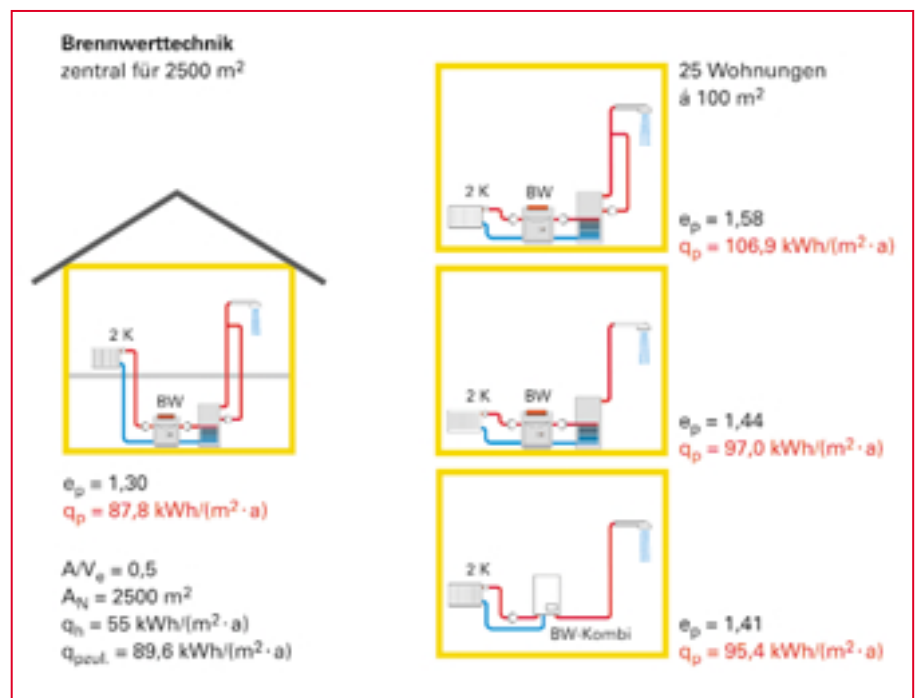 Brennwerttechnik
zentral für 2500 m²
2 K
BW
e_p = 1,30
q_p = 87,8 kWh/(m²·a)
A/V_e = 0,5
A_N = 2500 m²
q_h = 55 kWh/(m²·a)
q_pzul. = 89,6 kWh/(m²·a)
25 Wohnungen
á 100 m²
2 K BW
e_p = 1,58
q_p = 106,9 kWh/(m²·a)
2 K BW
e_p = 1,44
q_p = 97,0 kWh/(m²·a)
2 K
BW-Kombi
e_p = 1,41
q_p = 95,4 kWh/(m²·a)